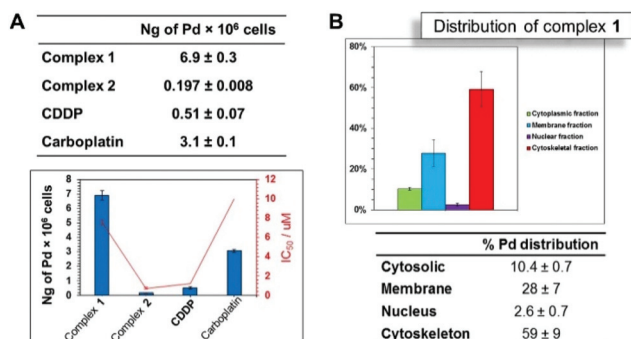 A
Ng of Pd × 10⁶ cells
Complex 1 6.9 ± 0.3
Complex 2 0.197 ± 0.008
CDDP 0.51 ± 0.07
Carboplatin 3.1 ± 0.1
Ng of Pd × 10⁶ cells
8
7
6
5
4
3
2
1
0
12
10
8
6
4
2
0
IC₅₀ / uM
Complex 1
Complex 2
CDDP
Carboplatin
B
Distribution of complex 1
80%
60%
40%
20%
0%
Cytoplasmic fraction
Membrane fraction
Nuclear fraction
Cytoskeletal fraction
% Pd distribution
Cytosolic 10.4 ± 0.7
Membrane 28 ± 7
Nucleus 2.6 ± 0.7
Cytoskeleton 59 ± 9